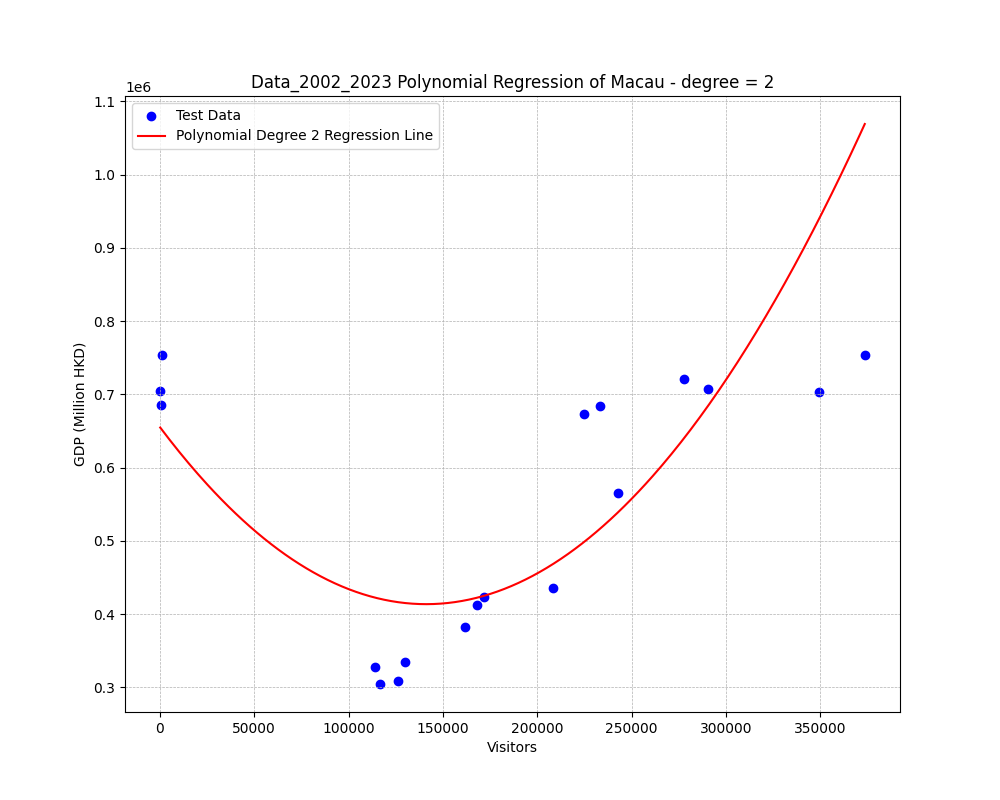 Data_2002_2023 Polynomial Regression of Macau - degree = 2
1e6
Test Data
Polynomial Degree 2 Regression Line
1.1
1.0
0.9
0.8
0.7
0.6
0.5
0.4
0.3
GDP (Million HKD)
0 50000 100000 150000 200000 250000 300000 350000
Visitors